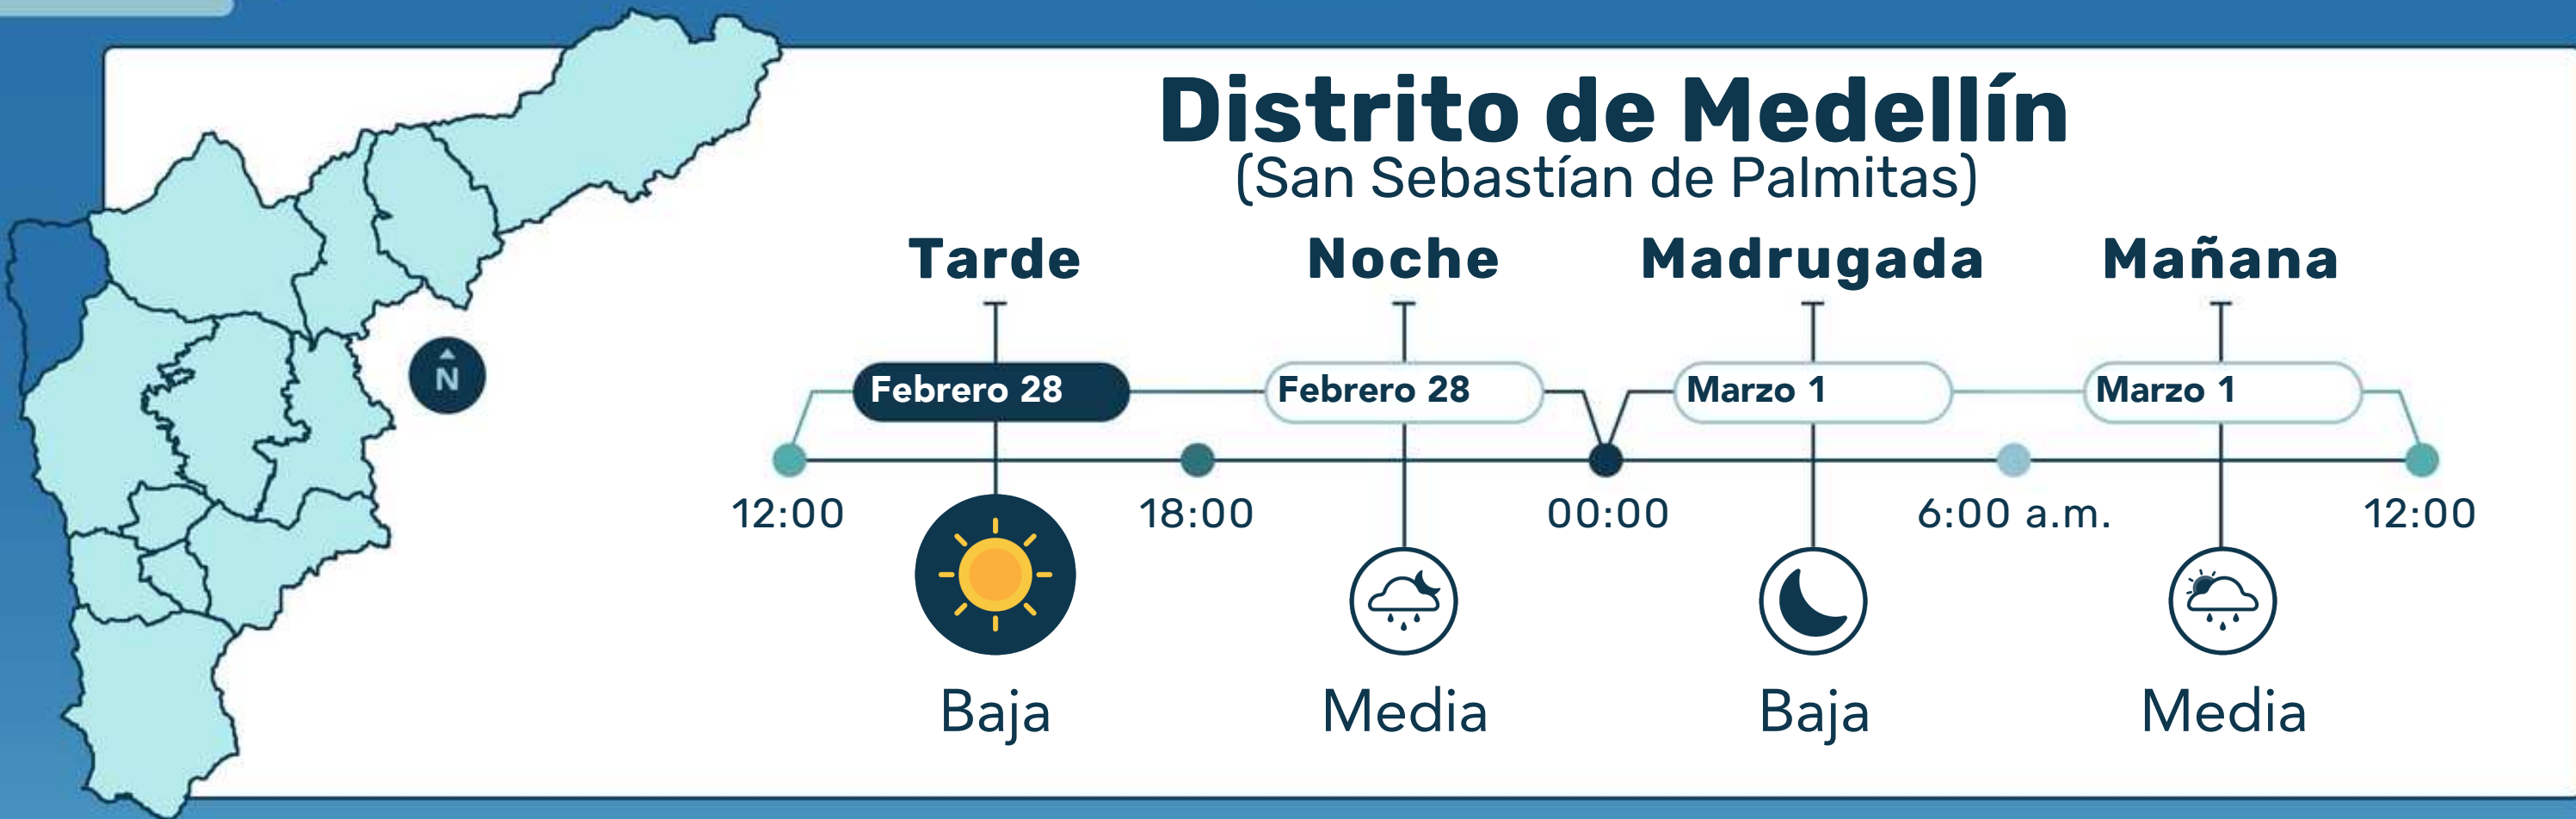 Distrito de Medellín
(San Sebastían de Palmitas)
Tarde Noche Madrugada Mañana
Febrero 28 Febrero 28 Marzo 1 Marzo 1
12:00 18:00 00:00 6:00 a.m. 12:00
N
Baja Media Baja Media